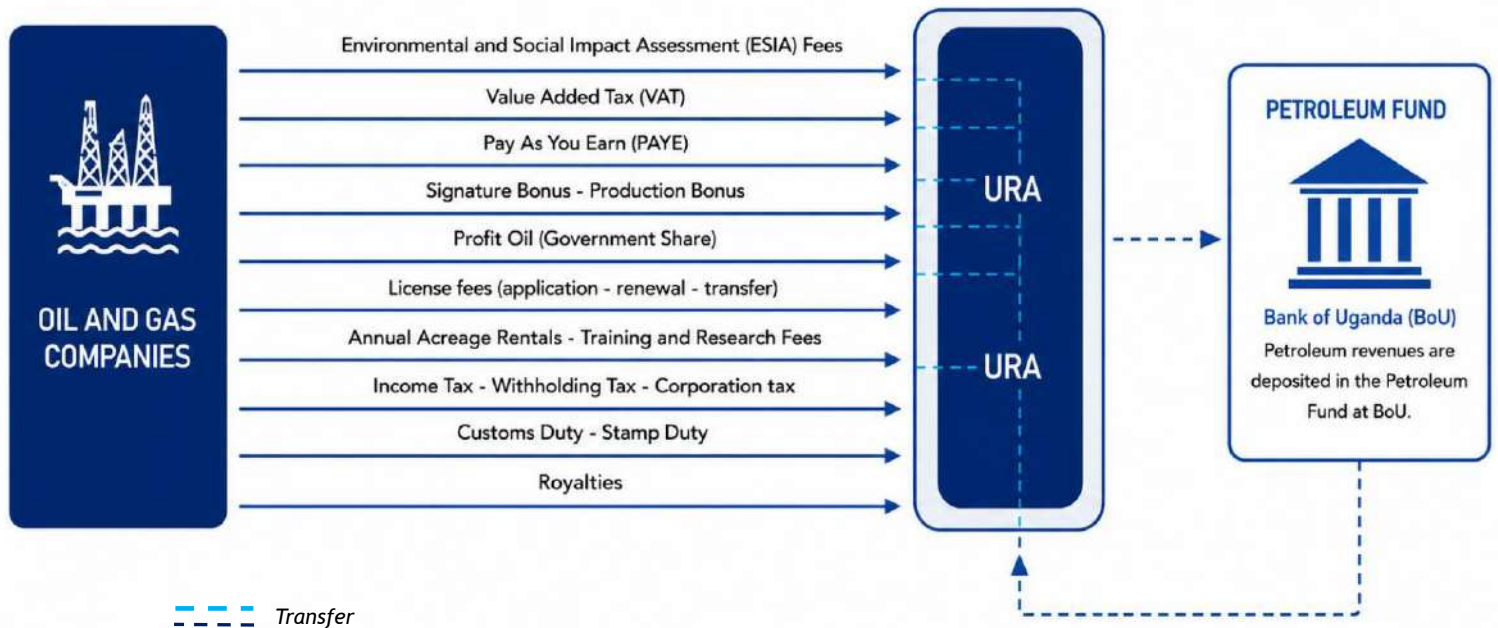 OIL AND GAS
COMPANIES
Environmental and Social Impact Assessment (ESIA) Fees
Value Added Tax (VAT)
Pay As You Earn (PAYE)
Signature Bonus - Production Bonus
Profit Oil (Government Share)
License fees (application - renewal - transfer)
Annual Acreage Rentals - Training and Research Fees
Income Tax - Withholding Tax - Corporation tax
Customs Duty - Stamp Duty
Royalties
URA
URA
PETROLEUM FUND
Bank of Uganda (BoU)
Petroleum revenues are
deposited in the Petroleum
Fund at BoU.
Transfer